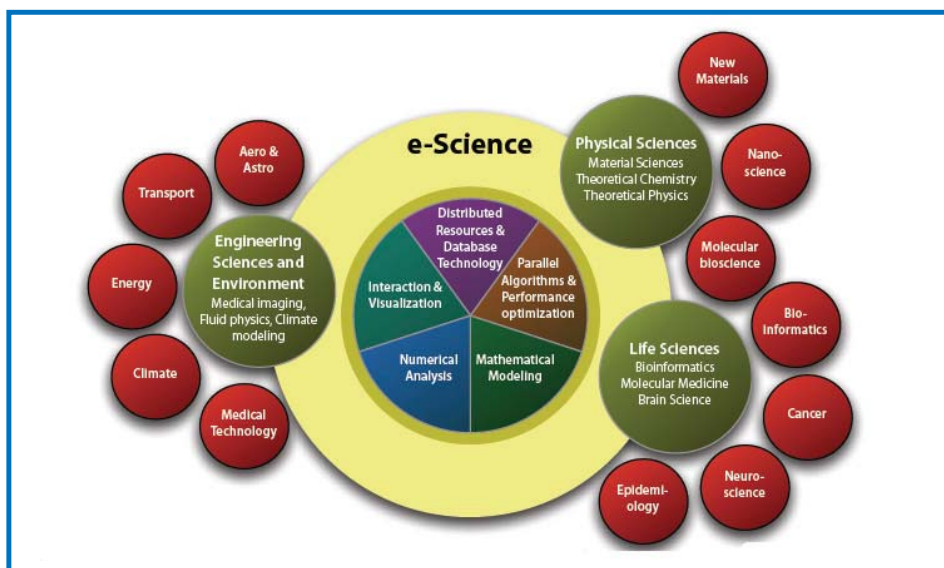 e-Science
Distributed
Resources &
Database
Technology
Parallel
Algorithms &
Performance
optimization
Mathematical
Modeling
Numerical
Analysis
Interaction &
Visualization
Engineering
Sciences and
Environment
Medical imaging,
Fluid physics, Climate
modeling
Aero &
Astro
Transport
Energy
Climate
Medical
Technology
Physical Sciences
Material Sciences
Theoretical Chemistry
Theoretical Physics
New
Materials
Nano-
science
Molecular
bioscience
Life Sciences
Bioinformatics
Molecular Medicine
Brain Science
Bio-
informatics
Cancer
Neuro-
science
Epidemi-
ology